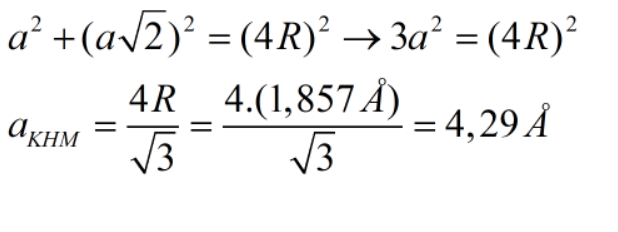 a² + (a√2)² = (4R)² → 3a² = (4R)²
a_KHM = 4R/√3 = 4.(1,857 Å)/√3 = 4,29 Å